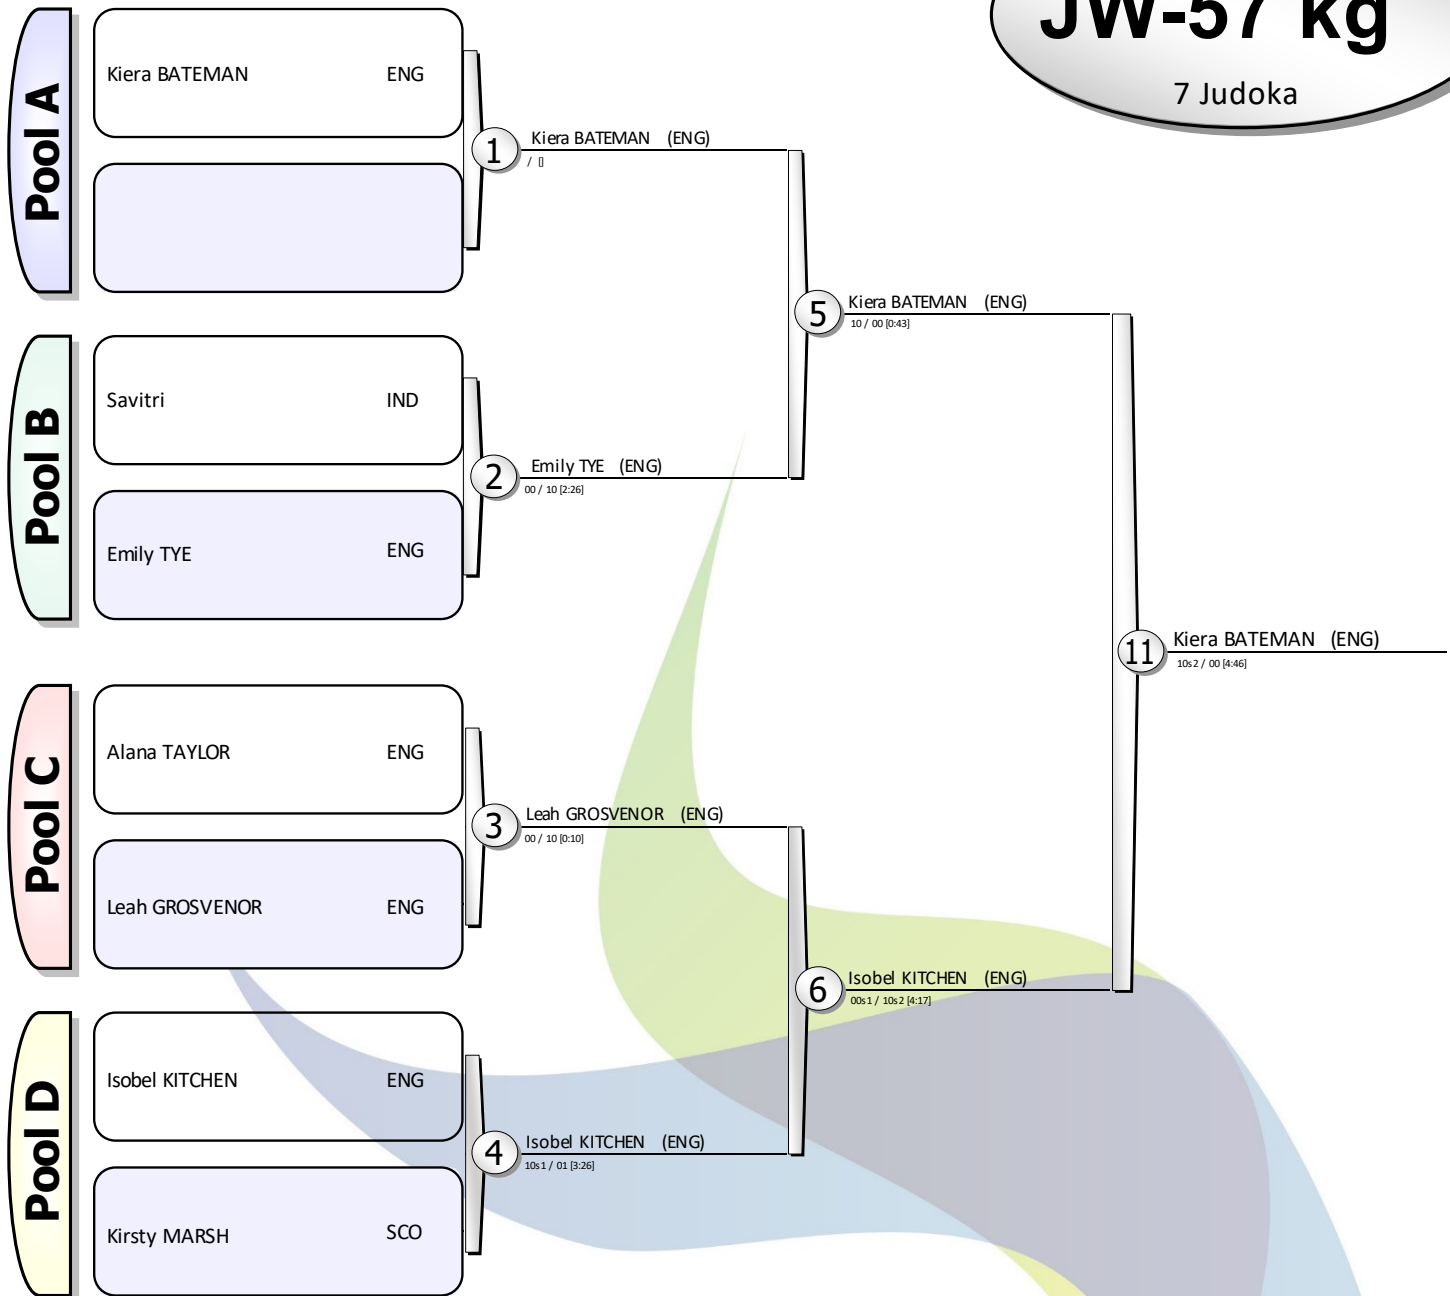 JW-57 kg
7 Judoka
Pool A
Kiera BATEMAN ENG
1
Kiera BATEMAN (ENG)
/ []
5
Kiera BATEMAN (ENG)
10 / 00 [0:43]
Pool B
Savitri IND
2
Emily TYE (ENG)
00 / 10 [2:26]
Emily TYE ENG
11
Kiera BATEMAN (ENG)
10s2 / 00 [4:46]
Pool C
Alana TAYLOR ENG
3
Leah GROSVENOR (ENG)
00 / 10 [0:10]
Leah GROSVENOR ENG
6
Isobel KITCHEN (ENG)
00s1 / 10s2 [4:17]
Pool D
Isobel KITCHEN ENG
4
Isobel KITCHEN (ENG)
10s1 / 01 [3:26]
Kirsty MARSH SCO